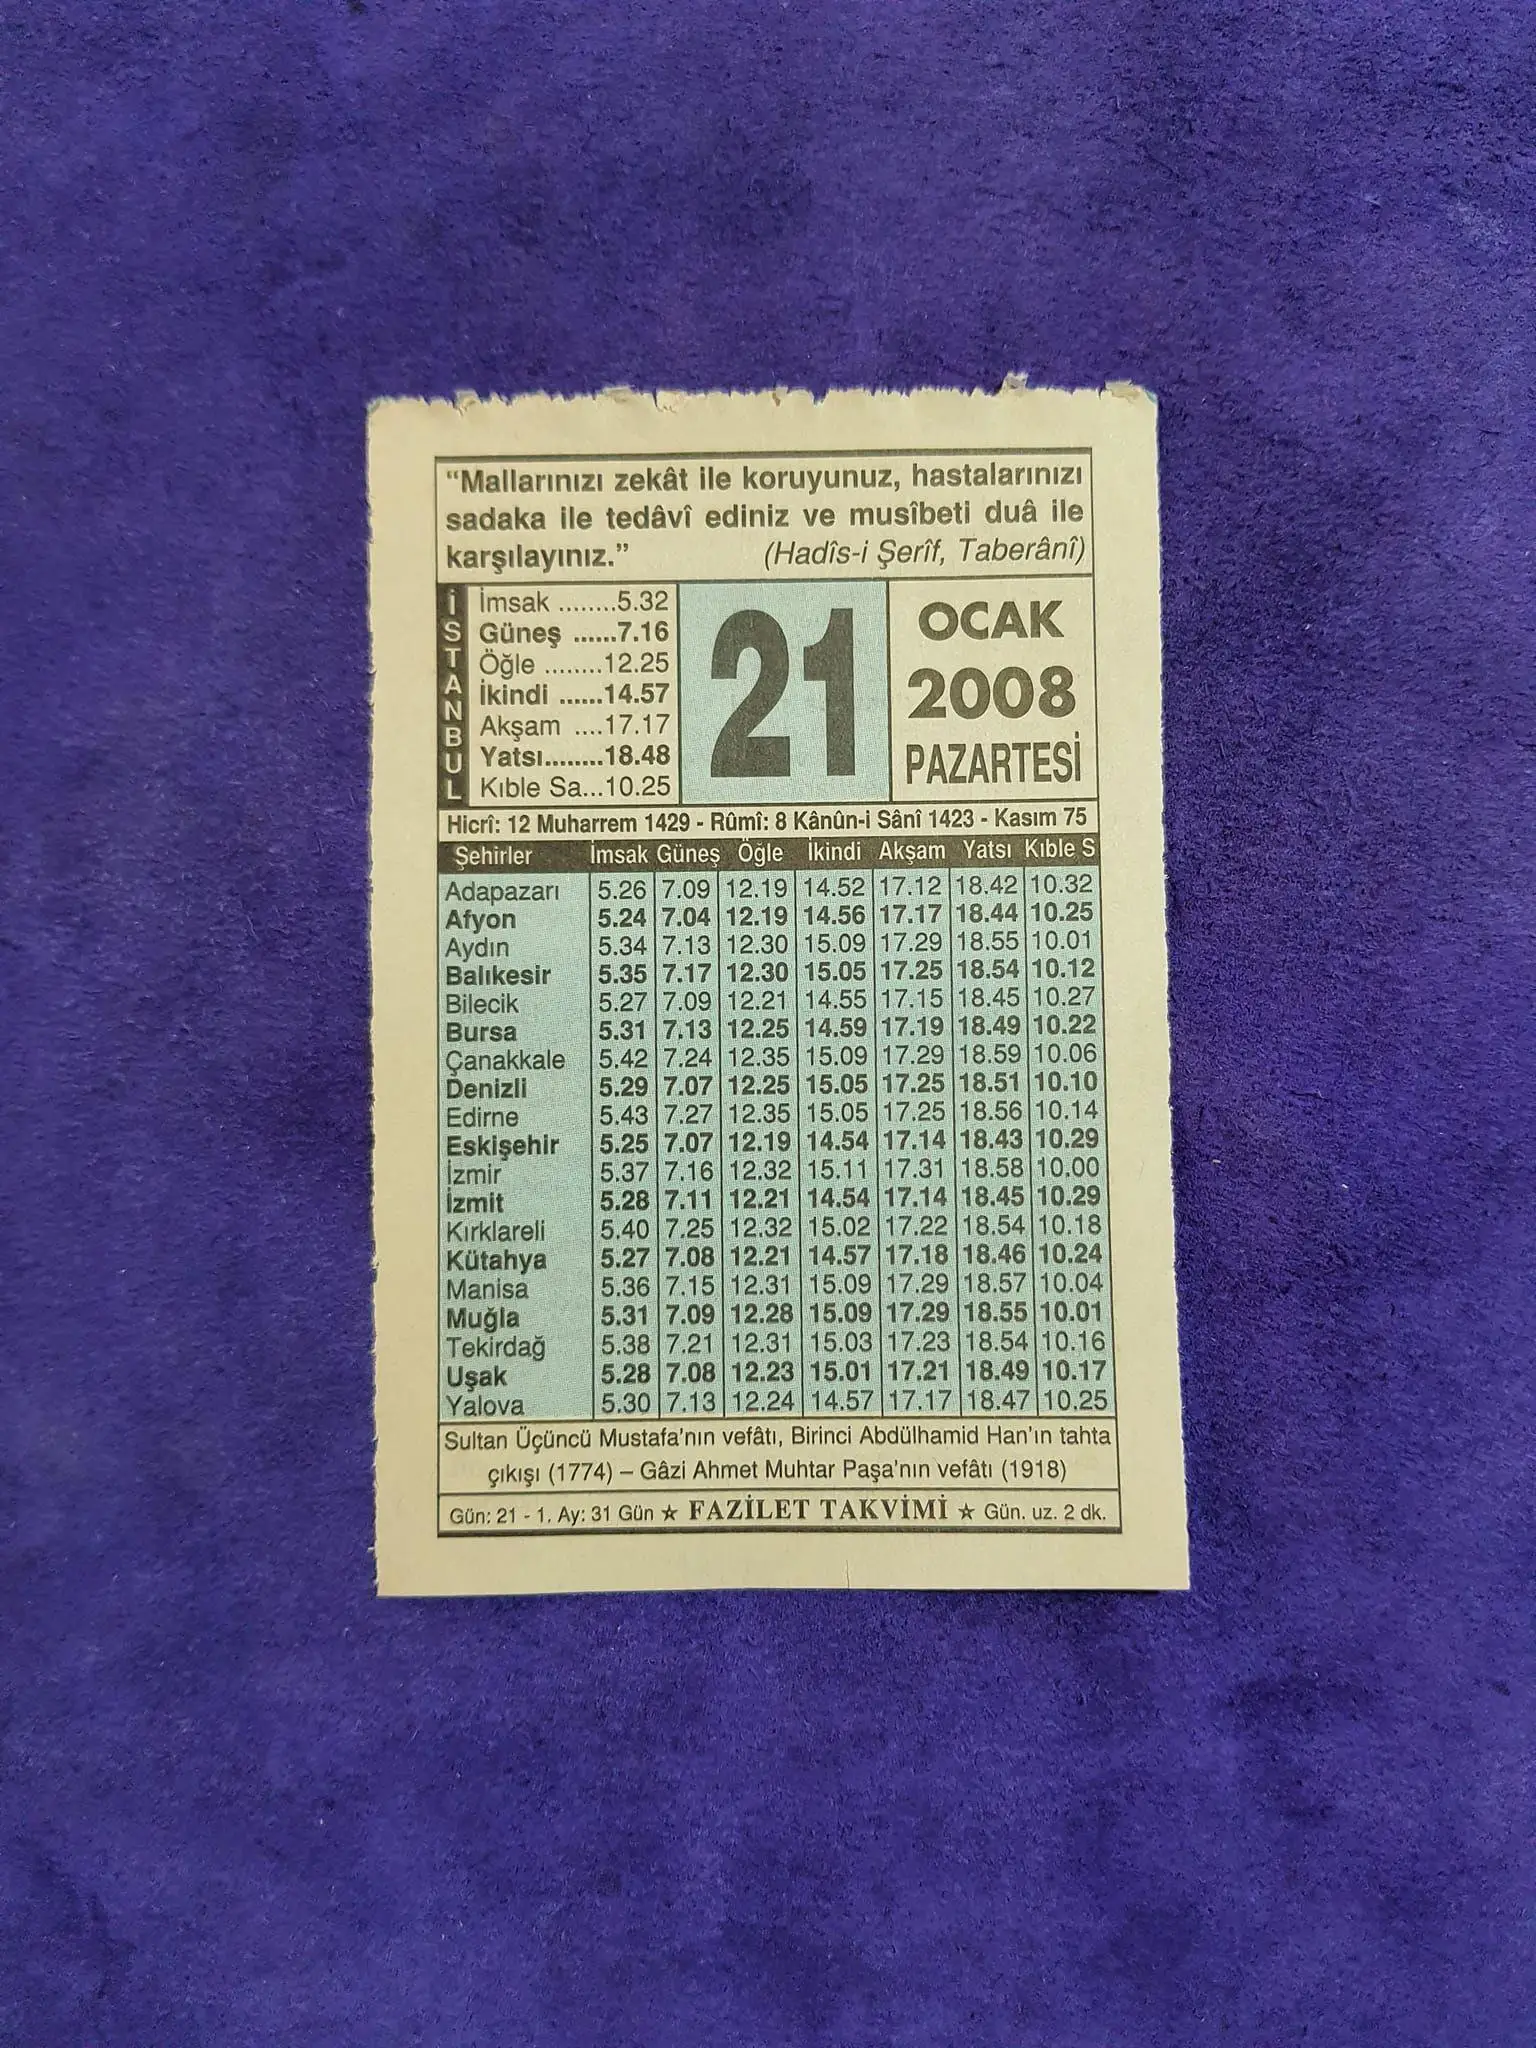 “Mallarınızı zekât ile koruyunuz, hastalarınızı
sadaka ile tedâvî ediniz ve musîbeti duâ ile
karşılayınız.” (Hadîs-i Şerîf, Taberânî)
İSTANBUL
İmsak ........5.32
Güneş ......7.16
Öğle ........12.25
İkindi ......14.57
Akşam ....17.17
Yatsı........18.48
Kıble Sa...10.25
21
OCAK
2008
PAZARTESİ
Hicrî: 12 Muharrem 1429 - Rûmî: 8 Kânûn-i Sânî 1423 - Kasım 75
Şehirler İmsak Güneş Öğle İkindi Akşam Yatsı Kıble S
Adapazarı 5.26 7.09 12.19 14.52 17.12 18.42 10.32
Afyon 5.24 7.04 12.19 14.56 17.17 18.44 10.25
Aydın 5.34 7.13 12.30 15.09 17.29 18.55 10.01
Balıkesir 5.35 7.17 12.30 15.05 17.25 18.54 10.12
Bilecik 5.27 7.09 12.21 14.55 17.15 18.45 10.27
Bursa 5.31 7.13 12.25 14.59 17.19 18.49 10.22
Çanakkale 5.42 7.24 12.35 15.09 17.29 18.59 10.06
Denizli 5.29 7.07 12.25 15.05 17.25 18.51 10.10
Edirne 5.43 7.27 12.35 15.05 17.25 18.56 10.14
Eskişehir 5.25 7.07 12.19 14.54 17.14 18.43 10.29
İzmir 5.37 7.16 12.32 15.11 17.31 18.58 10.00
İzmit 5.28 7.11 12.21 14.54 17.14 18.45 10.29
Kırklareli 5.40 7.25 12.32 15.02 17.22 18.54 10.18
Kütahya 5.27 7.08 12.21 14.57 17.18 18.46 10.24
Manisa 5.36 7.15 12.31 15.09 17.29 18.57 10.04
Muğla 5.31 7.09 12.28 15.09 17.29 18.55 10.01
Tekirdağ 5.38 7.21 12.31 15.03 17.23 18.54 10.16
Uşak 5.28 7.08 12.23 15.01 17.21 18.49 10.17
Yalova 5.30 7.13 12.24 14.57 17.17 18.47 10.25
Sultan Üçüncü Mustafa’nın vefâtı, Birinci Abdülhamid Han’ın tahta
çıkışı (1774) – Gâzi Ahmet Muhtar Paşa’nın vefâtı (1918)
Gün: 21 - 1. Ay: 31 Gün ★ FAZİLET TAKVİMİ ★ Gün. uz. 2 dk.